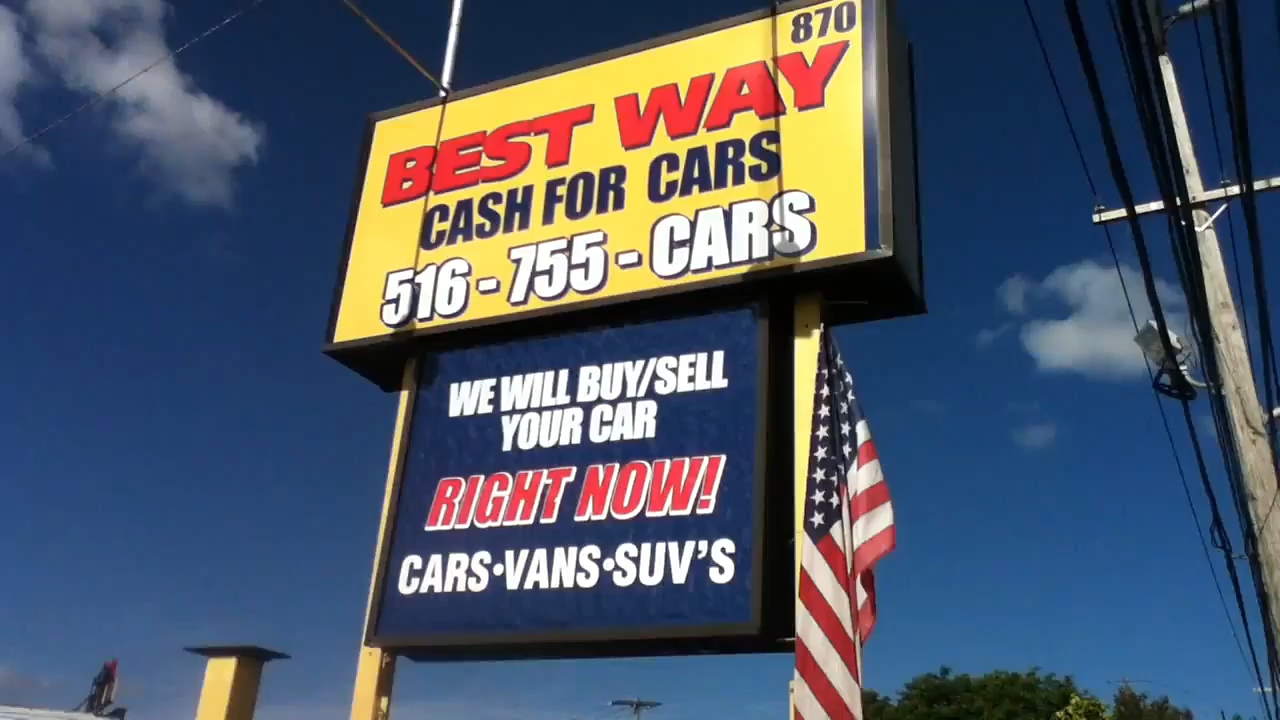 870
BEST WAY
CASH FOR CARS
516 - 755 - CARS
WE WILL BUY/SELL
YOUR CAR
RIGHT NOW!
CARS•VANS•SUV'S